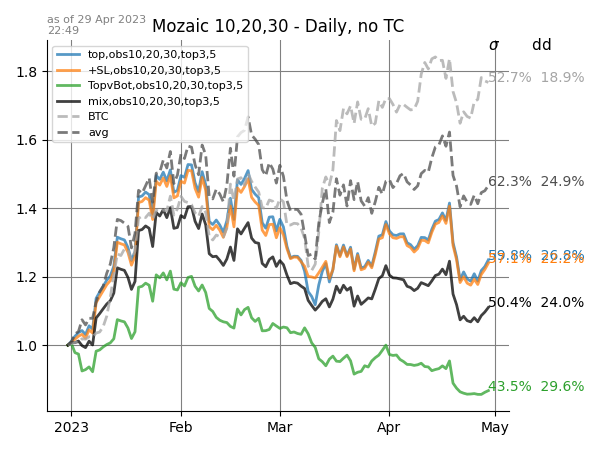 as of 29 Apr 2023
22:49
Mozaic 10,20,30 - Daily, no TC
σ dd
top,obs10,20,30,top3,5
+SL,obs10,20,30,top3,5
TopvBot,obs10,20,30,top3,5
mix,obs10,20,30,top3,5
BTC
avg
1.8
1.6
1.4
1.2
1.0
52.7% 18.9%
62.3% 24.9%
59.8% 26.8%
50.4% 24.0%
43.5% 29.6%
2023 Feb Mar Apr May